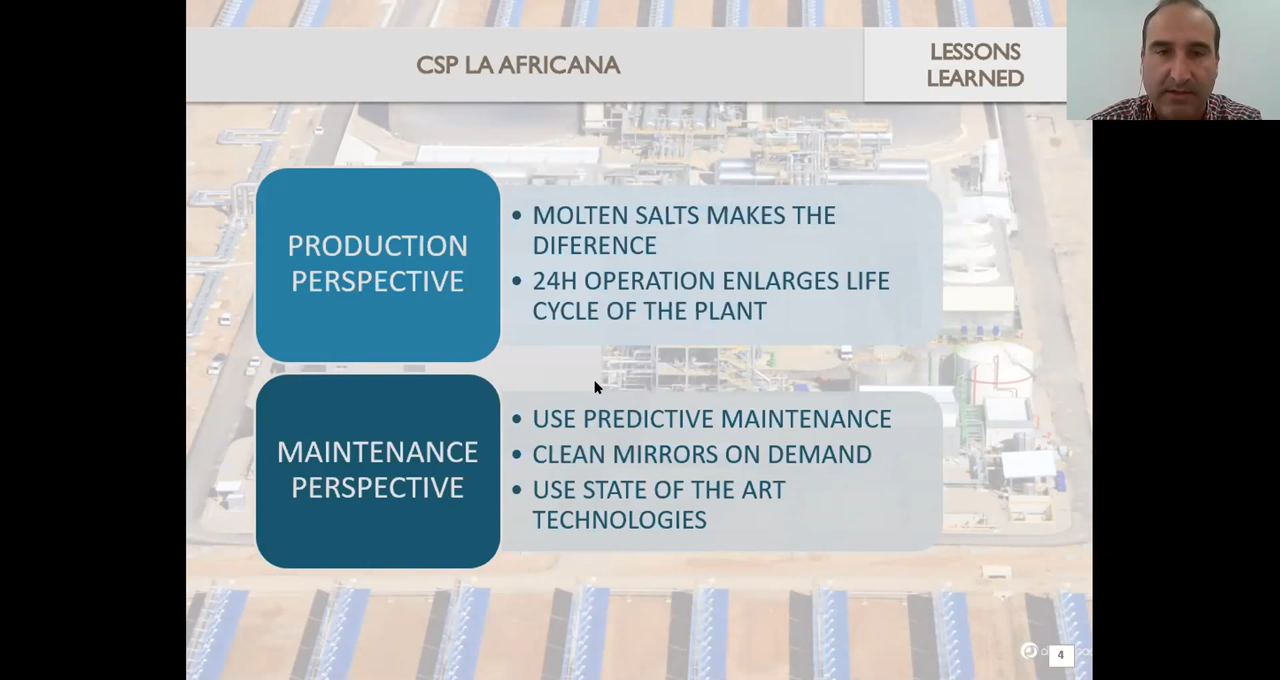 CSP LA AFRICANA
LESSONS
LEARNED
PRODUCTION
PERSPECTIVE
• MOLTEN SALTS MAKES THE
DIFERENCE
• 24H OPERATION ENLARGES LIFE
CYCLE OF THE PLANT
MAINTENANCE
PERSPECTIVE
• USE PREDICTIVE MAINTENANCE
• CLEAN MIRRORS ON DEMAND
• USE STATE OF THE ART
TECHNOLOGIES
4